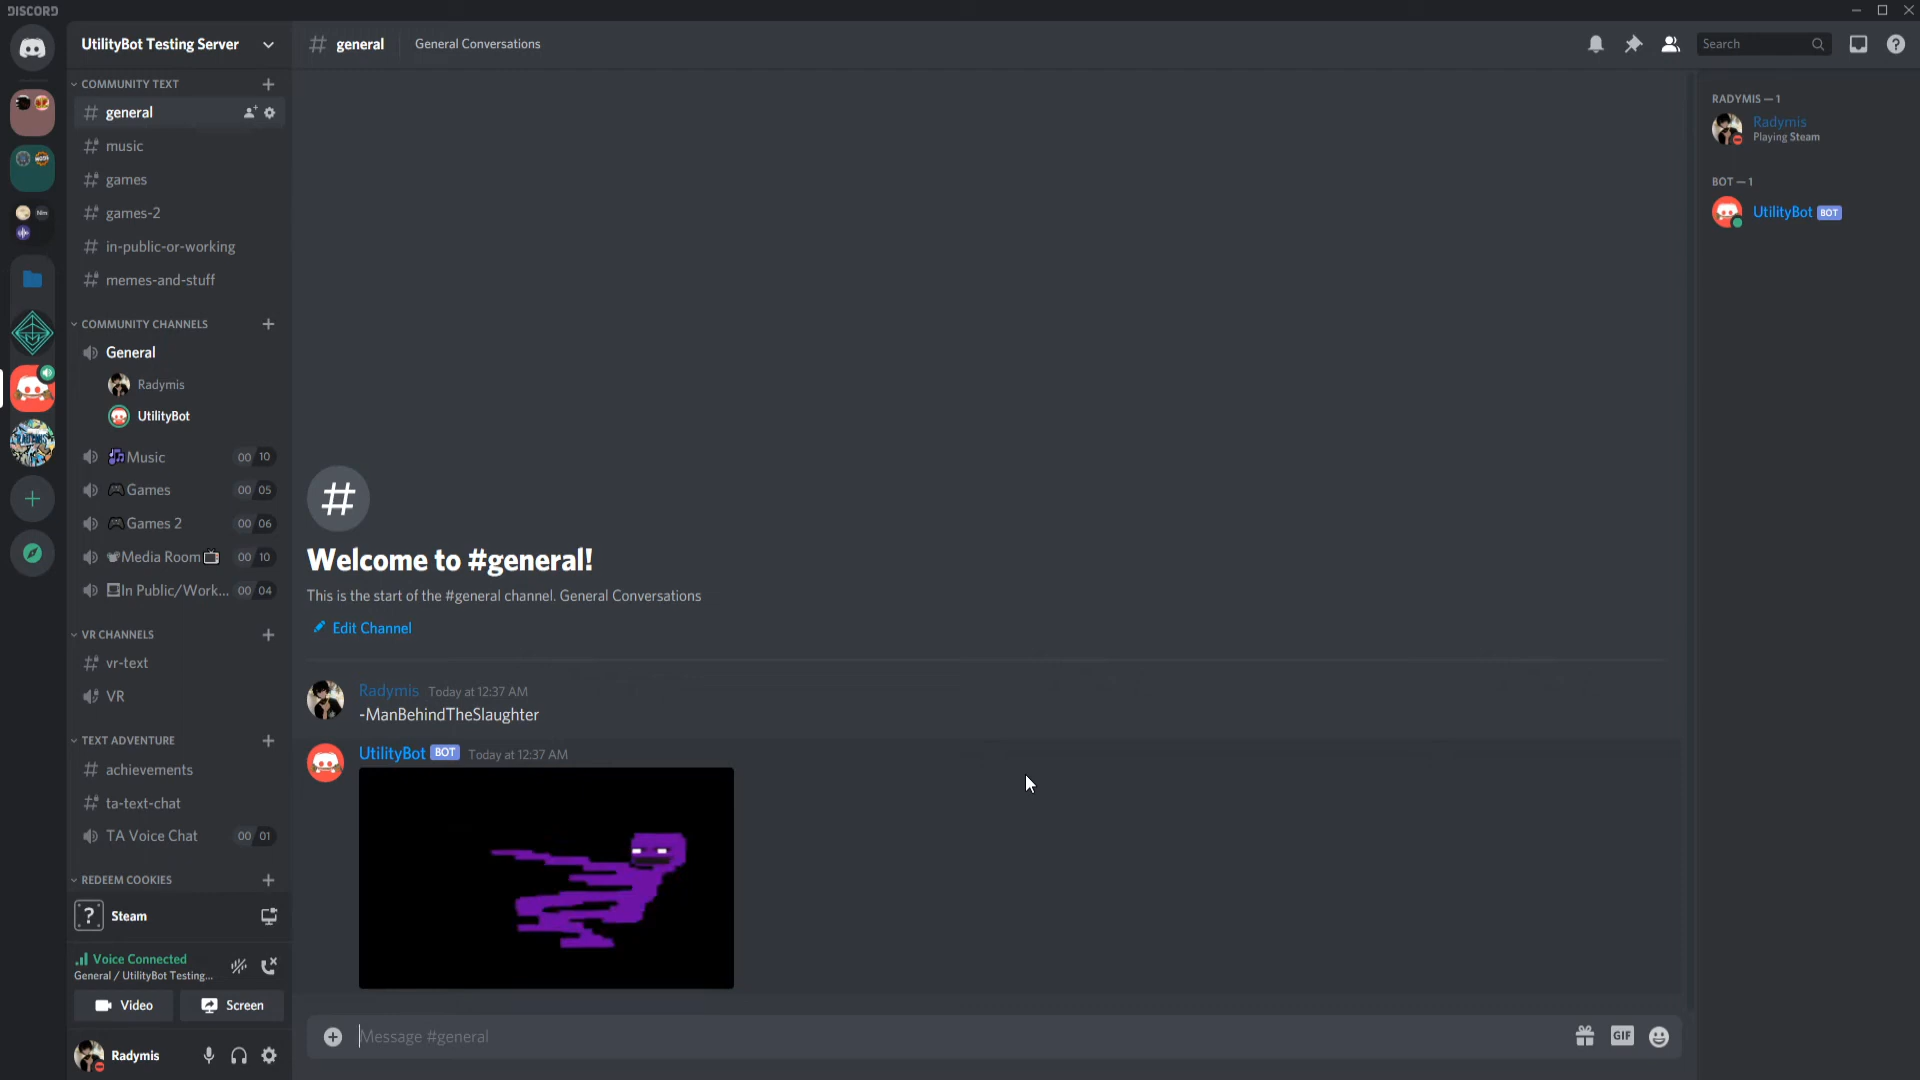 DISCORD
UtilityBot Testing Server
COMMUNITY TEXT
general
music
games
games-2
in-public-or-working
memes-and-stuff
COMMUNITY CHANNELS
General
Radymis
UtilityBot
Music 00 10
Games 00 05
Games 2 00 06
Media Room 00 10
In Public/Work... 00 04
VR CHANNELS
vr-text
VR
TEXT ADVENTURE
achievements
ta-text-chat
TA Voice Chat 00 01
REDEEM COOKIES
? Steam
Voice Connected
General / UtilityBot Testing...
Video Screen
Radymis
# general General Conversations
Search
#
Welcome to #general!
This is the start of the #general channel. General Conversations
Edit Channel
Radymis Today at 12:37 AM
-ManBehindTheSlaughter
UtilityBot BOT Today at 12:37 AM
Message #general
GIF
RADYMIS — 1
Radymis
Playing Steam
BOT — 1
UtilityBot BOT